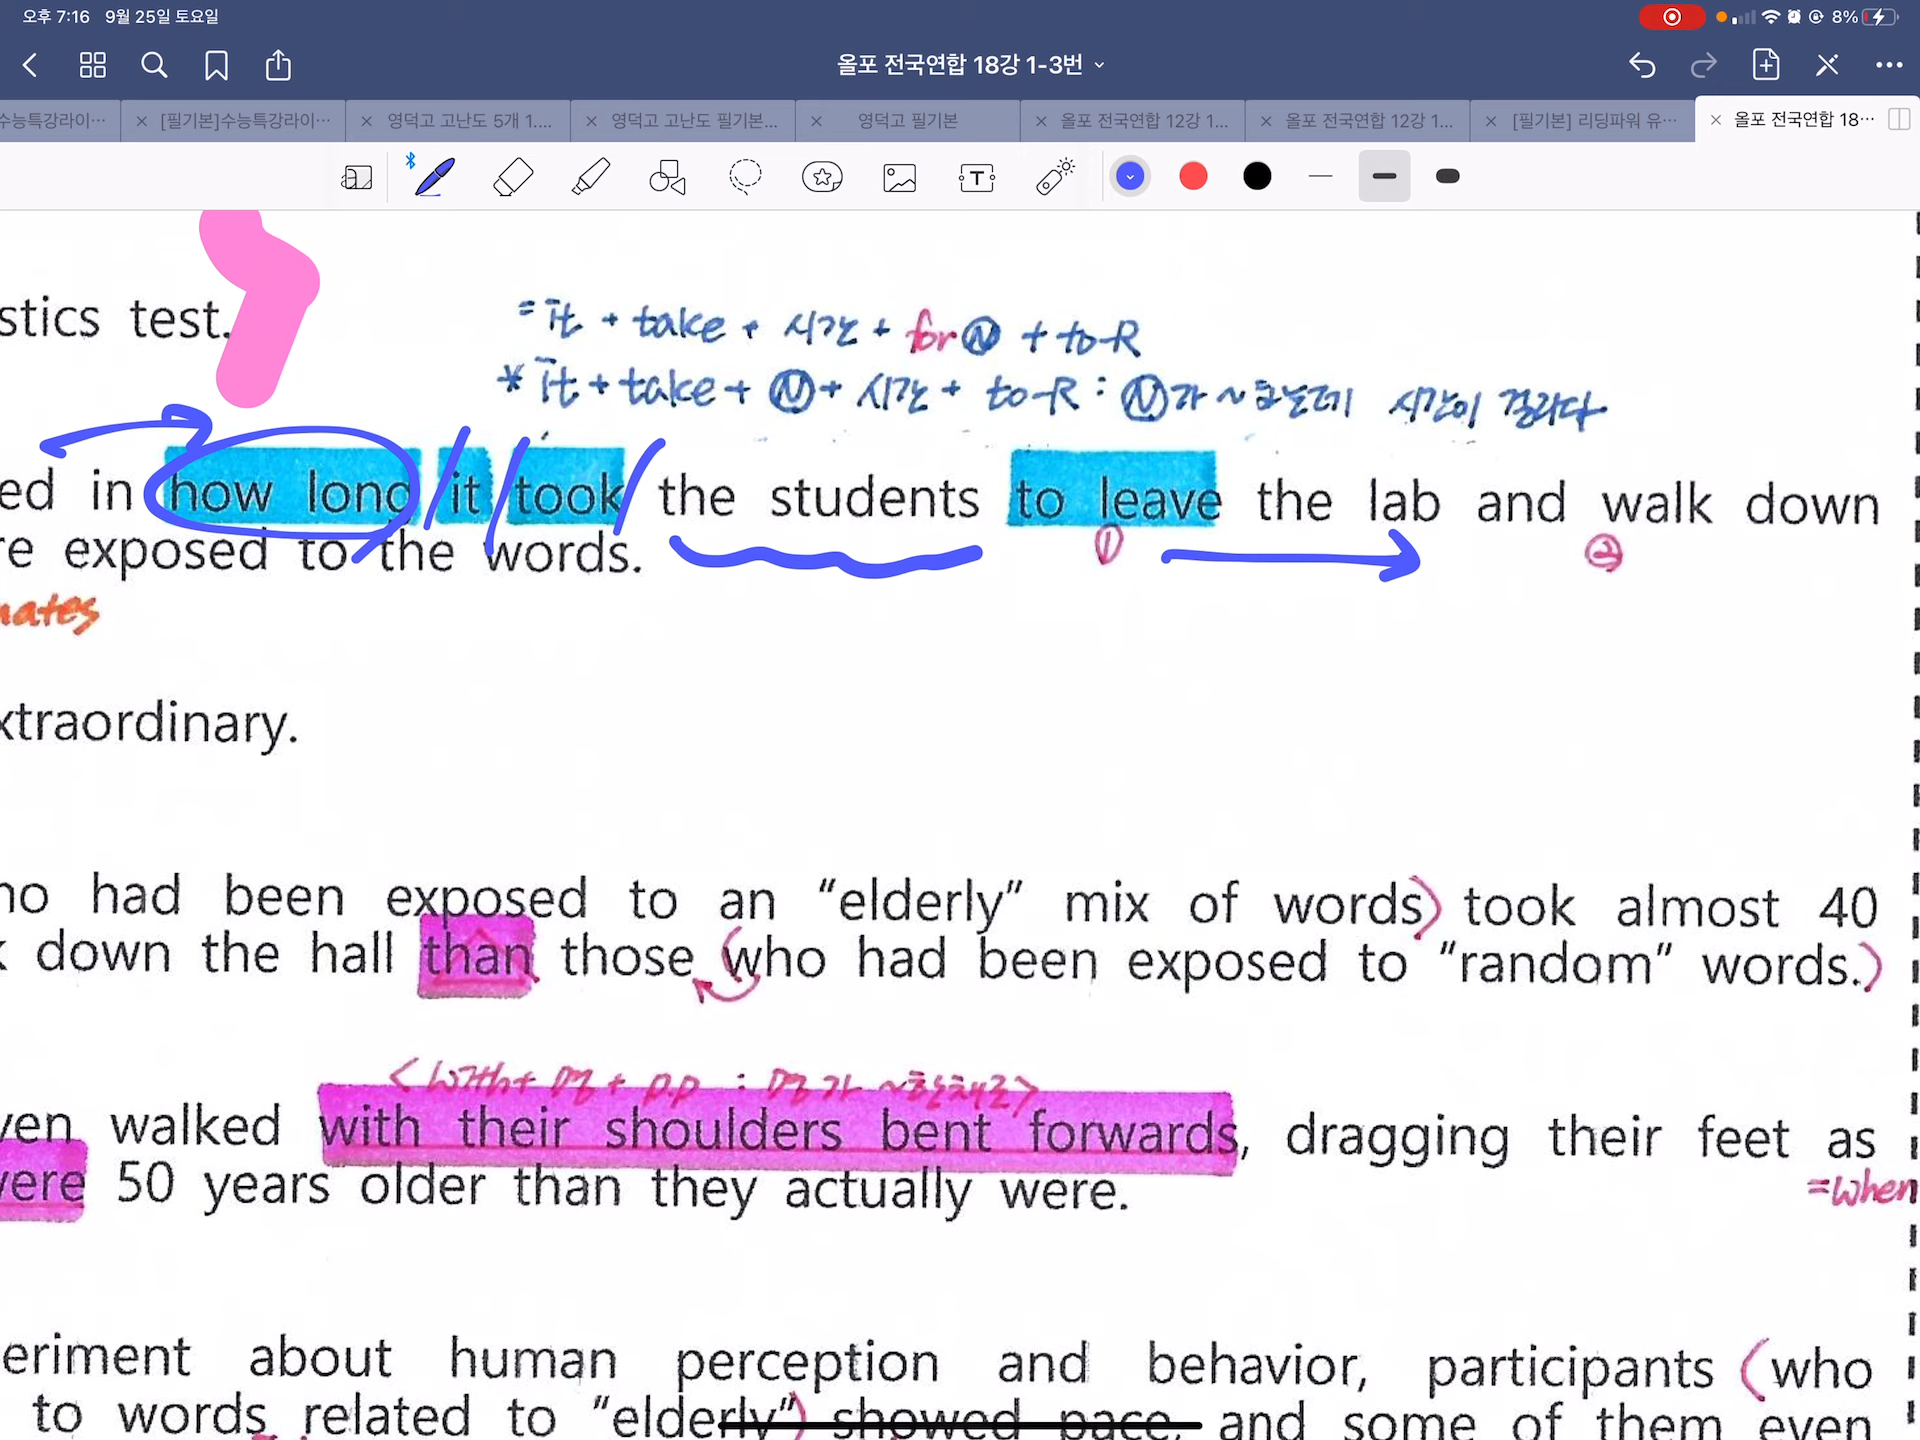 오후 7:16 9월 25일 토요일
8%
올포 전국연합 18강 1-3번
수능특강라이… × [필기본]수능특강라이… × 영덕고 고난도 5개 1.… × 영덕고 고난도 필기본… × 영덕고 필기본 × 올포 전국연합 12강 1… × 올포 전국연합 12강 1… × [필기본] 리딩파워 유… × 올포 전국연합 18…
stics test.
= it + take + 시간 + for N + to-R
* it + take + N + 시간 + to-R : N가 ~하는데 시간이 걸리다
ed in how long it took the students to leave the lab and walk down
① ②
re exposed to the words.
mates
xtraordinary.
ho had been exposed to an “elderly” mix of words) took almost 40
k down the hall than those (who had been exposed to “random” words.)
<with + 명 + p.p : 명가 ~한채로>
ven walked with their shoulders bent forwards, dragging their feet as
=when
were 50 years older than they actually were.
eriment about human perception and behavior, participants (who
to words related to “elderly”) showed pace, and some of them even